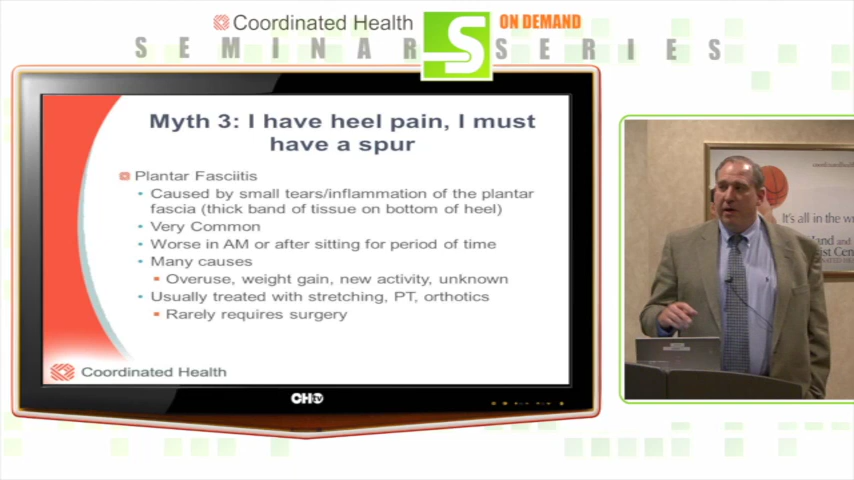 Coordinated Health
ON DEMAND
S
SEMINAR SERIES
Myth 3: I have heel pain, I must
have a spur
Plantar Fasciitis
Caused by small tears/inflammation of the plantar
fascia (thick band of tissue on bottom of heel)
Very Common
Worse in AM or after sitting for period of time
Many causes
Overuse, weight gain, new activity, unknown
Usually treated with stretching, PT, orthotics
Rarely requires surgery
Coordinated Health
CHtv
It's all in the